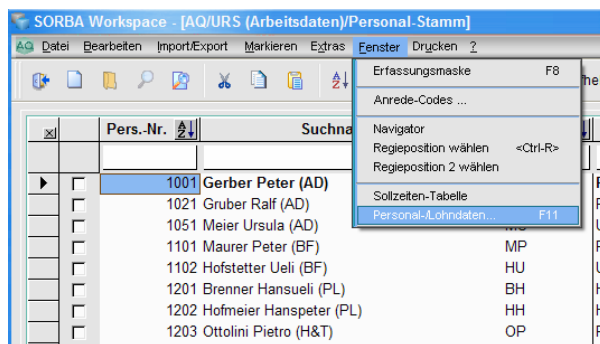 SORBA Workspace - [AQ/URS (Arbeitsdaten)/Personal-Stamm]
AQ Datei Bearbeiten Import/Export Markieren Extras Fenster Drucken ?
Erfassungsmaske F8
Anrede-Codes ...
Navigator
Regieposition wählen <Ctrl-R>
Regieposition 2 wählen
Sollzeiten-Tabelle
Personal-/Lohndaten... F11
Pers.-Nr. Suchna
1001 Gerber Peter (AD)
1021 Gruber Ralf (AD)
1051 Meier Ursula (AD)
1101 Maurer Peter (BF) MP
1102 Hofstetter Ueli (BF) HU
1201 Brenner Hansueli (PL) BH
1202 Hofmeier Hanspeter (PL) HH
1203 Ottolini Pietro (H&T) OP